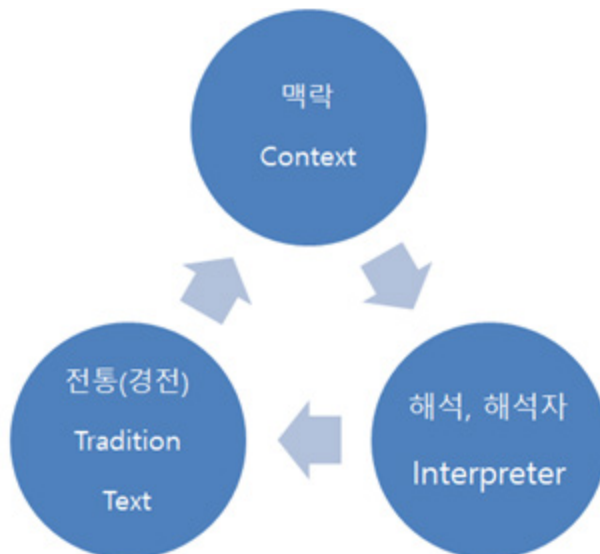 맥락
Context
전통(경전)
Tradition
Text
해석, 해석자
Interpreter